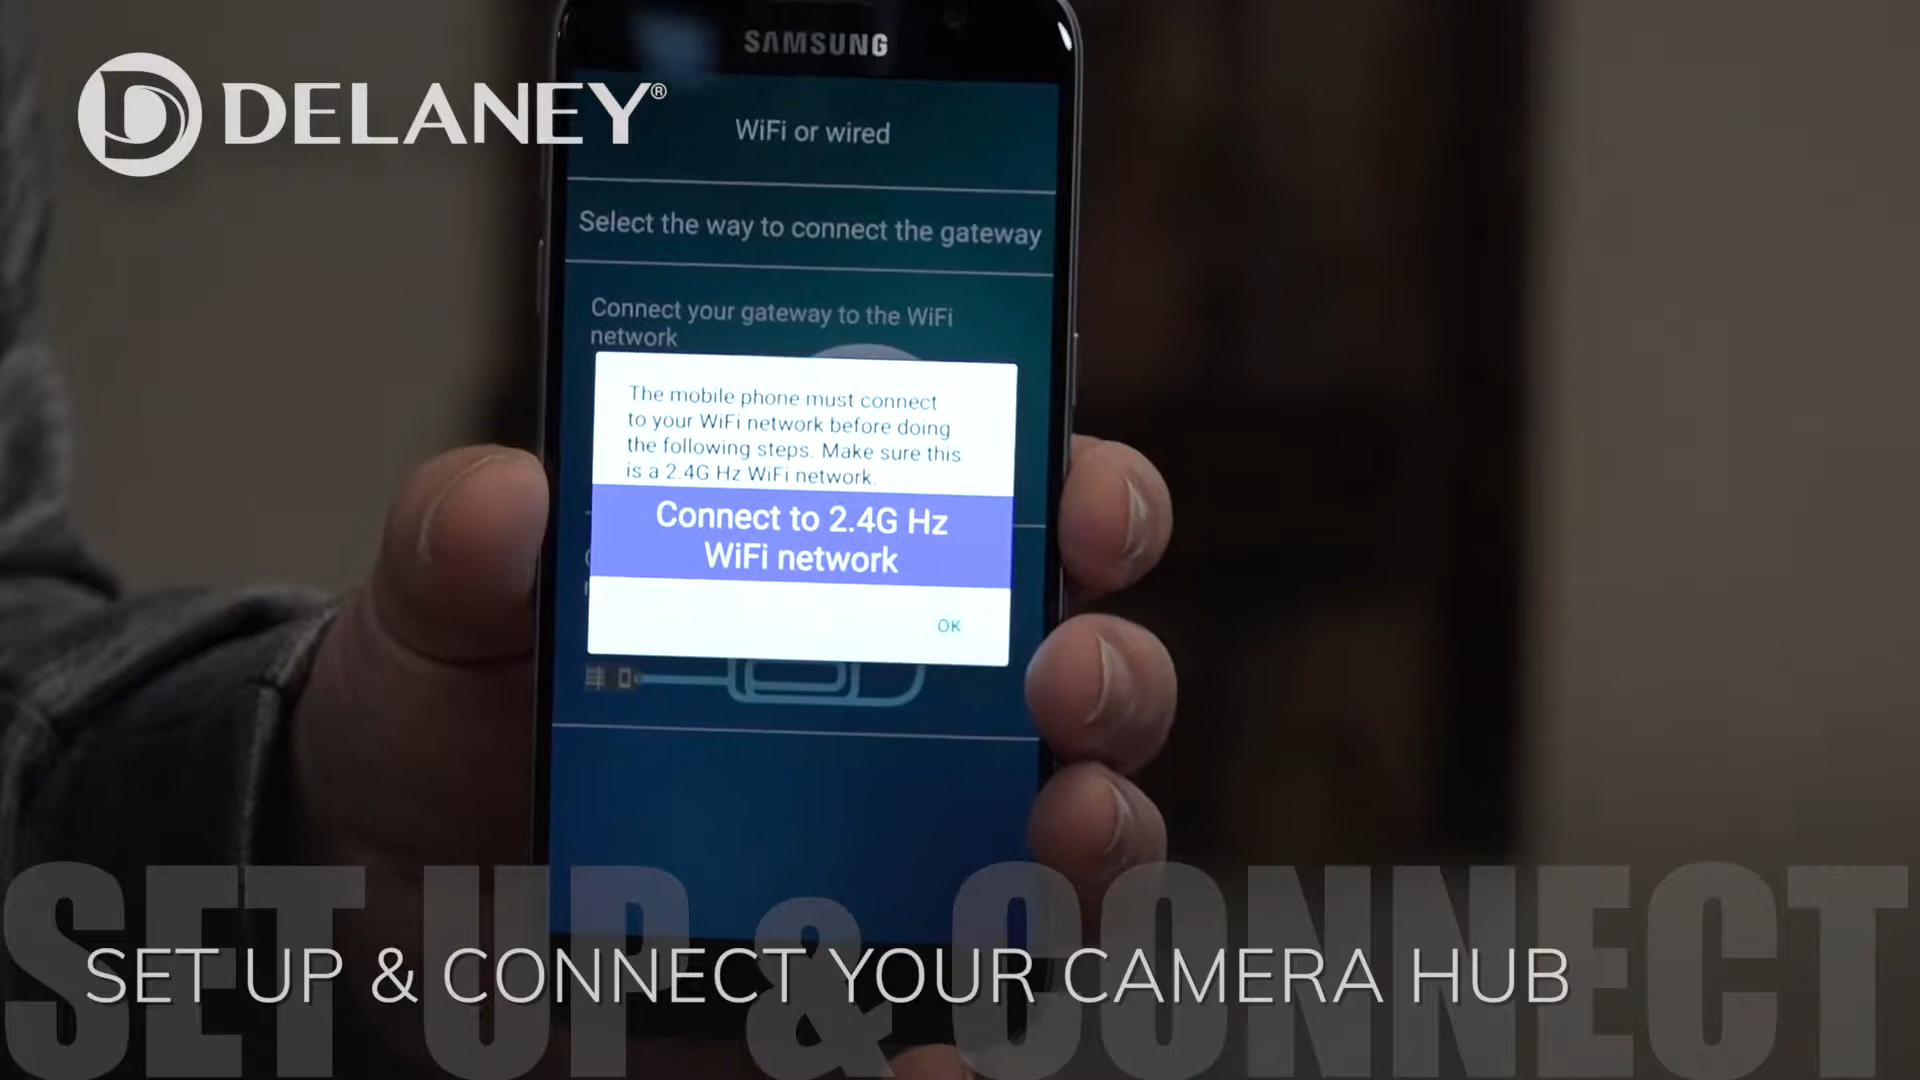 SAMSUNG
DELANEY®
WiFi or wired
Select the way to connect the gateway
Connect your gateway to the WiFi
network
The mobile phone must connect
to your WiFi network before doing
the following steps. Make sure this
is a 2.4G Hz WiFi network.
Connect to 2.4G Hz
WiFi network
OK
SET UP & CONNECT
SET UP & CONNECT YOUR CAMERA HUB